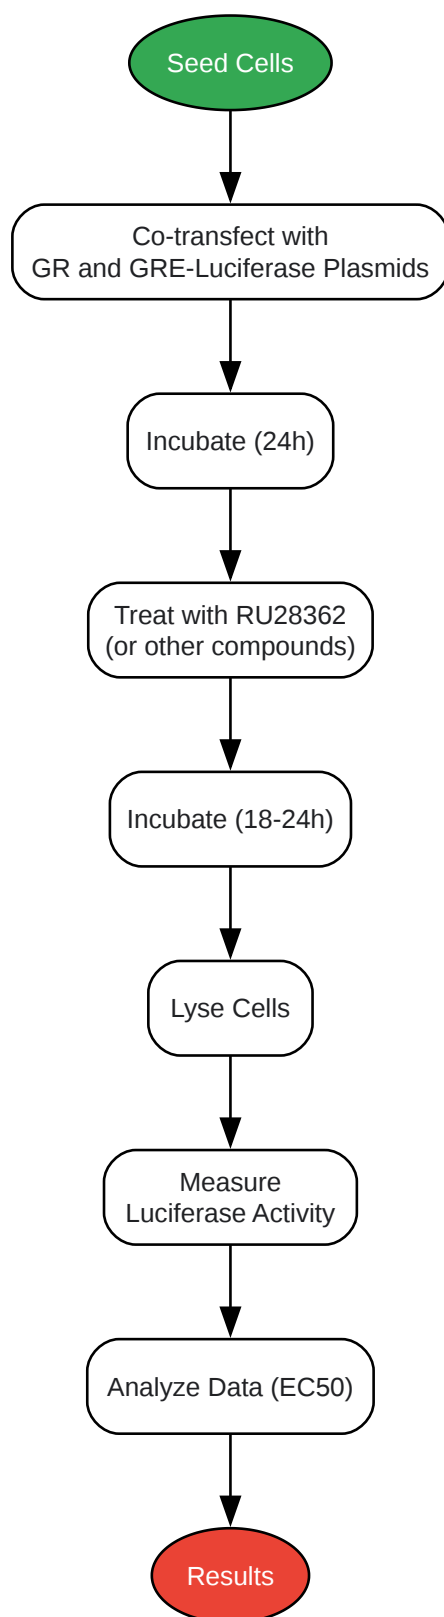 Seed Cells
Co-transfect with
GR and GRE-Luciferase Plasmids
Incubate (24h)
Treat with RU28362
(or other compounds)
Incubate (18-24h)
Lyse Cells
Measure
Luciferase Activity
Analyze Data (EC50)
Results